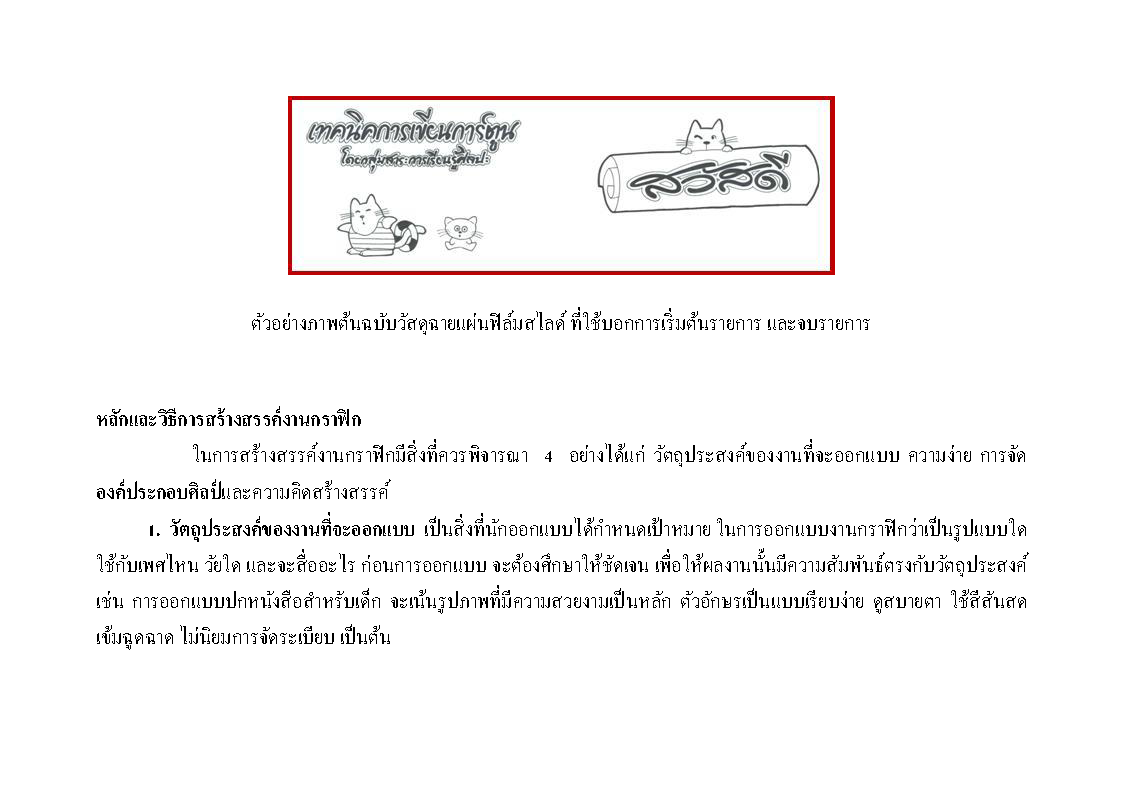 เทคนิคการเขียนการ์ตูน
โดยกลุ่มสาระการเรียนรู้ศิลปะ
สวัสดี
ตัวอย่างภาพต้นฉบับวัสดุฉายแผ่นฟิล์มสไลด์ ที่ใช้บอกการเริ่มต้นรายการ และจบรายการ
หลักและวิธีการสร้างสรรค์งานกราฟิก
ในการสร้างสรรค์งานกราฟิกมีสิ่งที่ควรพิจารณา 4 อย่างได้แก่ วัตถุประสงค์ของงานที่จะออกแบบ ความง่าย การจัด
องค์ประกอบศิลป์และความคิดสร้างสรรค์
1. วัตถุประสงค์ของงานที่จะออกแบบ เป็นสิ่งที่นักออกแบบได้กำหนดเป้าหมาย ในการออกแบบงานกราฟิกว่าเป็นรูปแบบใด
ใช้กับเพศไหน วัยใด และจะสื่ออะไร ก่อนการออกแบบ จะต้องศึกษาให้ชัดเจน เพื่อให้ผลงานนั้นมีความสัมพันธ์ตรงกับวัตถุประสงค์
เช่น การออกแบบปกหนังสือสำหรับเด็ก จะเน้นรูปภาพที่มีความสวยงามเป็นหลัก ตัวอักษรเป็นแบบเรียบง่าย ดูสบายตา ใช้สีสันสด
เข้มฉูดฉาด ไม่นิยมการจัดระเบียบ เป็นต้น